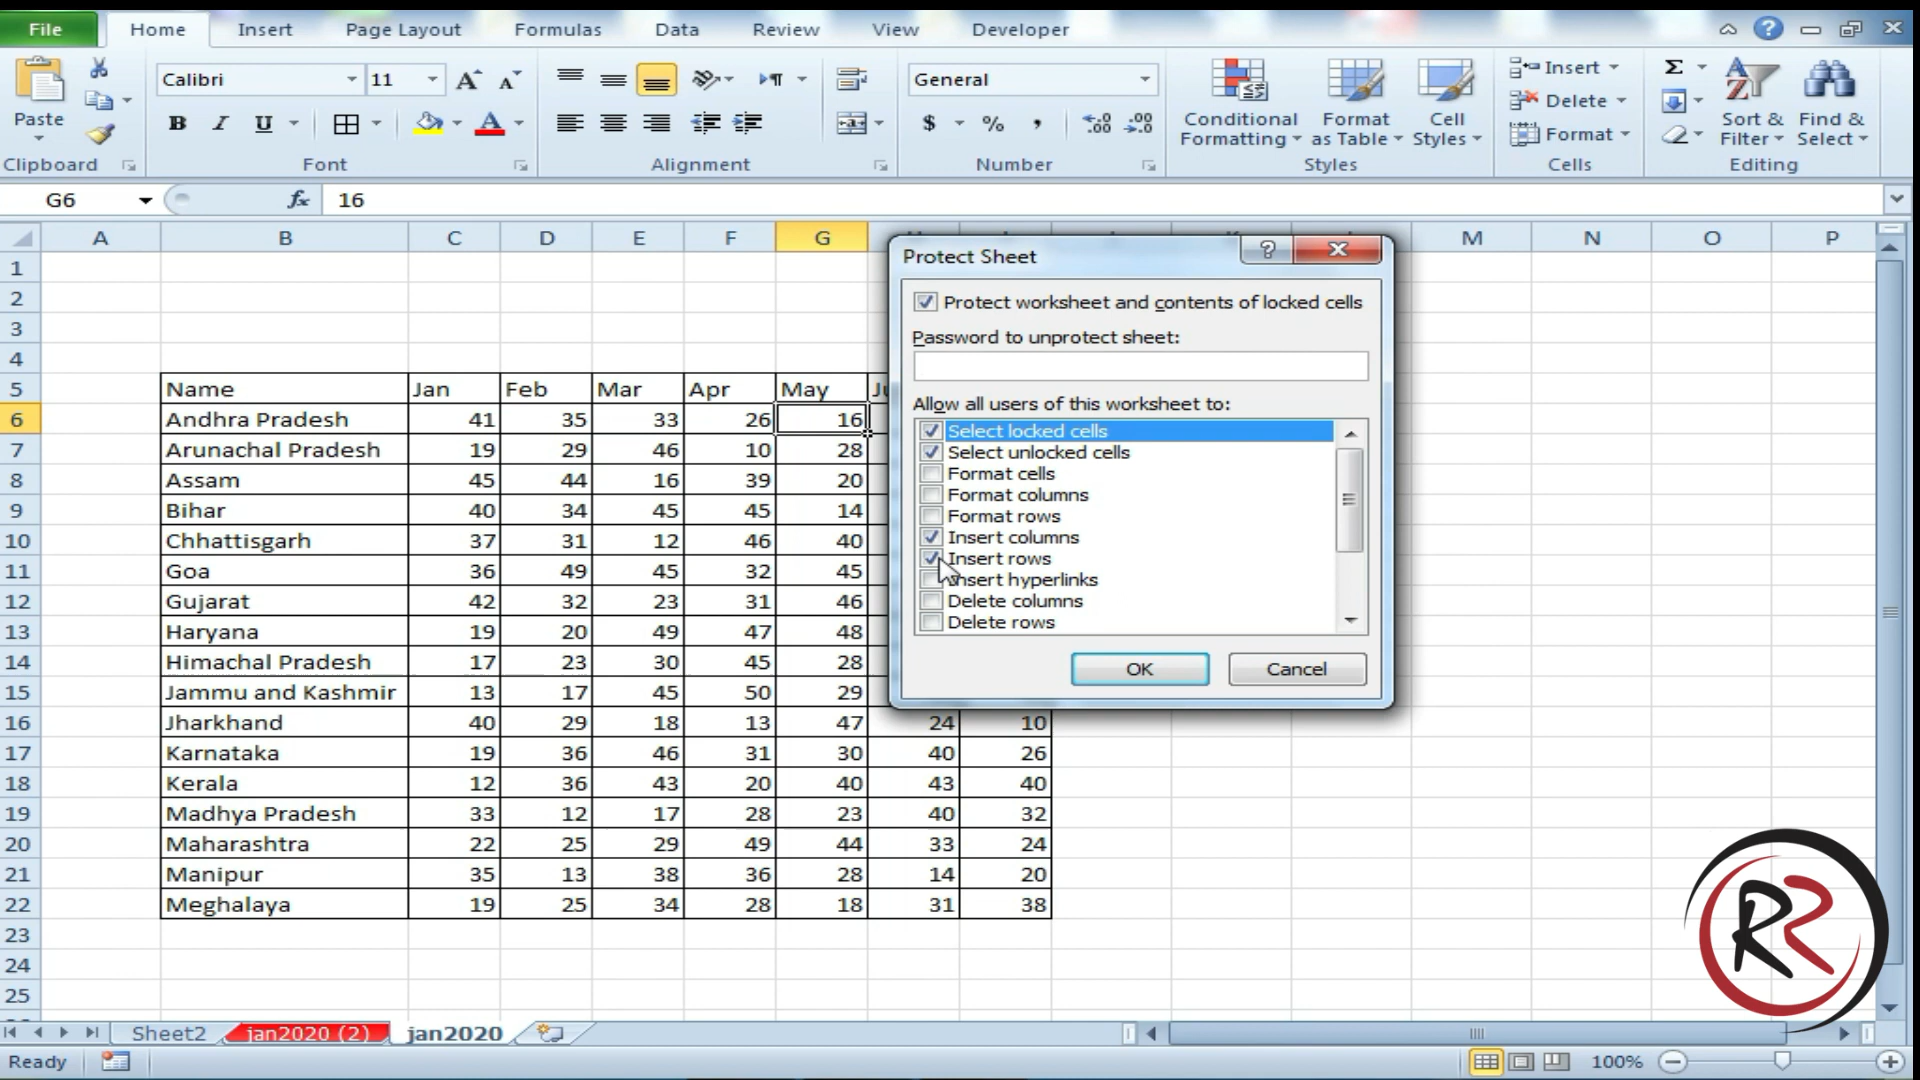 File Home Insert Page Layout Formulas Data Review View Developer
Calibri 11 General Insert Σ
Delete
Paste $ % , Conditional Formatting Format as Table Cell Styles Format Sort & Filter Find & Select
Clipboard Font Alignment Number Styles Cells Editing
G6 fx 16
A B C D E F G M N O P
1
2
3
4
5 Name Jan Feb Mar Apr May
6 Andhra Pradesh 41 35 33 26 16
7 Arunachal Pradesh 19 29 46 10 28
8 Assam 45 44 16 39 20
9 Bihar 40 34 45 45 14
10 Chhattisgarh 37 31 12 46 40
11 Goa 36 49 45 32 45
12 Gujarat 42 32 23 31 46
13 Haryana 19 20 49 47 48
14 Himachal Pradesh 17 23 30 45 28
15 Jammu and Kashmir 13 17 45 50 29
16 Jharkhand 40 29 18 13 47 24 10
17 Karnataka 19 36 46 31 30 40 26
18 Kerala 12 36 43 20 40 43 40
19 Madhya Pradesh 33 12 17 28 23 40 32
20 Maharashtra 22 25 29 49 44 33 24
21 Manipur 35 13 38 36 28 14 20
22 Meghalaya 19 25 34 28 18 31 38
23
24
25
Protect Sheet
Protect worksheet and contents of locked cells
Password to unprotect sheet:
Allow all users of this worksheet to:
Select locked cells
Select unlocked cells
Format cells
Format columns
Format rows
Insert columns
Insert rows
Insert hyperlinks
Delete columns
Delete rows
OK Cancel
RR
Sheet2 jan2020 (2) jan2020
Ready 100%